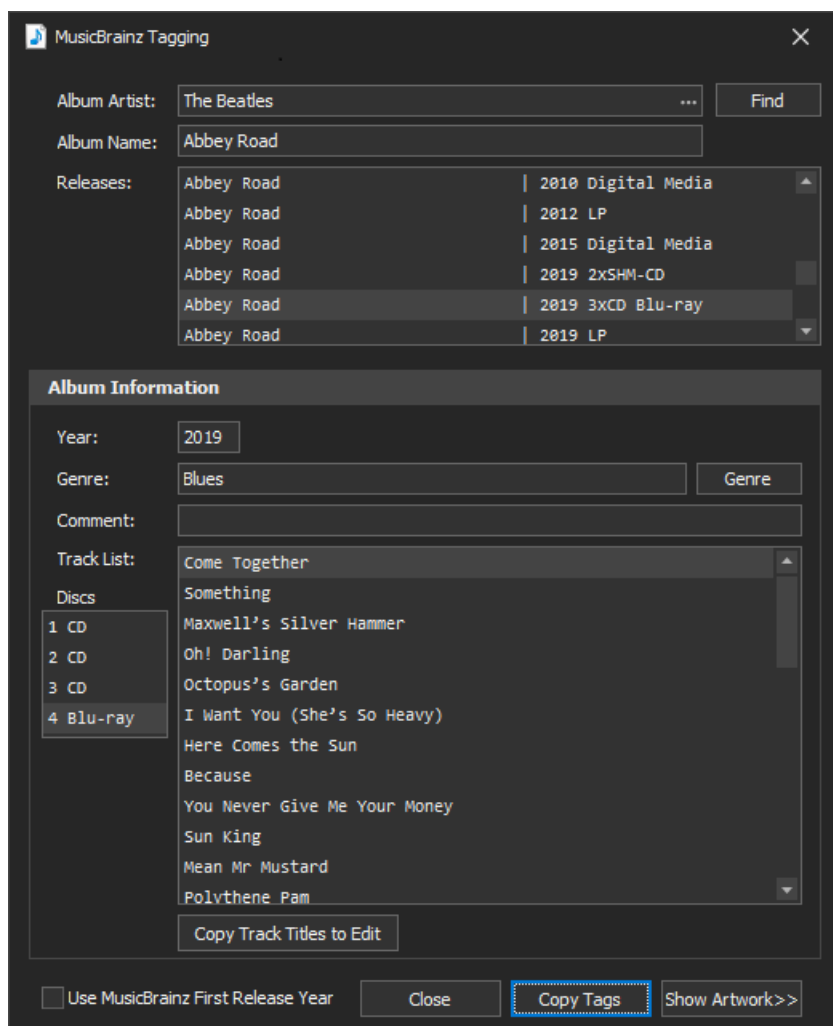 MusicBrainz Tagging
Album Artist: The Beatles ... Find
Album Name: Abbey Road
Releases:
Abbey Road | 2010 Digital Media
Abbey Road | 2012 LP
Abbey Road | 2015 Digital Media
Abbey Road | 2019 2xSHM-CD
Abbey Road | 2019 3xCD Blu-ray
Abbey Road | 2019 LP
Album Information
Year: 2019
Genre: Blues Genre
Comment:
Track List:
Discs
1 CD
2 CD
3 CD
4 Blu-ray
Come Together
Something
Maxwell’s Silver Hammer
Oh! Darling
Octopus’s Garden
I Want You (She’s So Heavy)
Here Comes the Sun
Because
You Never Give Me Your Money
Sun King
Mean Mr Mustard
Polythene Pam
Copy Track Titles to Edit
Use MusicBrainz First Release Year Close Copy Tags Show Artwork>>